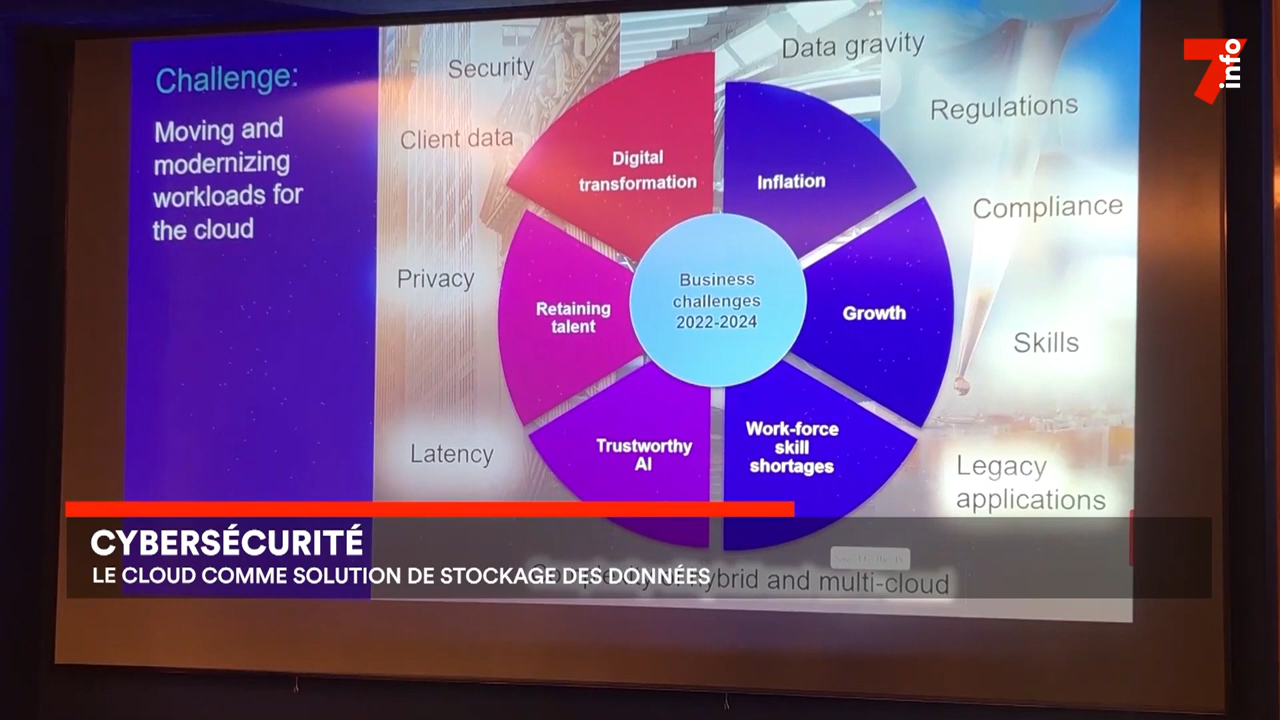 Challenge:
Moving and
modernizing
workloads for
the cloud
Security
Client data
Privacy
Latency
Digital
transformation
Inflation
Retaining
talent
Business
challenges
2022-2024
Growth
Trustworthy
AI
Work-force
skill
shortages
Data gravity
Regulations
Compliance
Skills
Legacy
applications
hybrid and multi-cloud
CYBERSÉCURITÉ
LE CLOUD COMME SOLUTION DE STOCKAGE DES DONNÉES
7
info